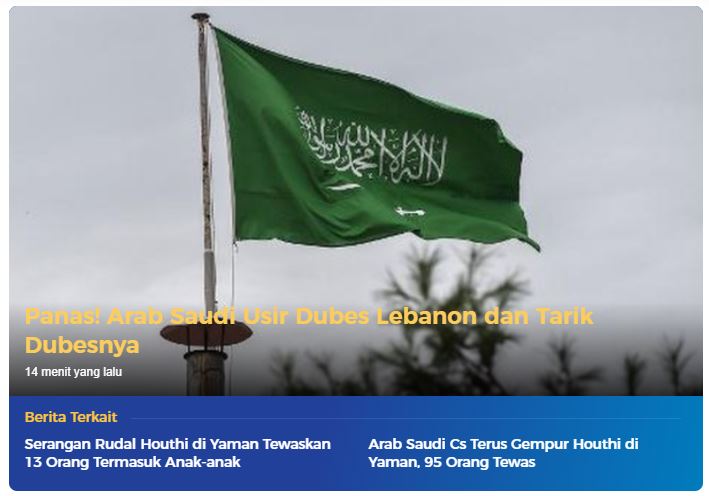 لا إله إلا الله محمد رسول الله
Panas! Arab Saudi Usir Dubes Lebanon dan Tarik
Dubesnya
14 menit yang lalu
Berita Terkait
Serangan Rudal Houthi di Yaman Tewaskan
13 Orang Termasuk Anak-anak
Arab Saudi Cs Terus Gempur Houthi di
Yaman, 95 Orang Tewas